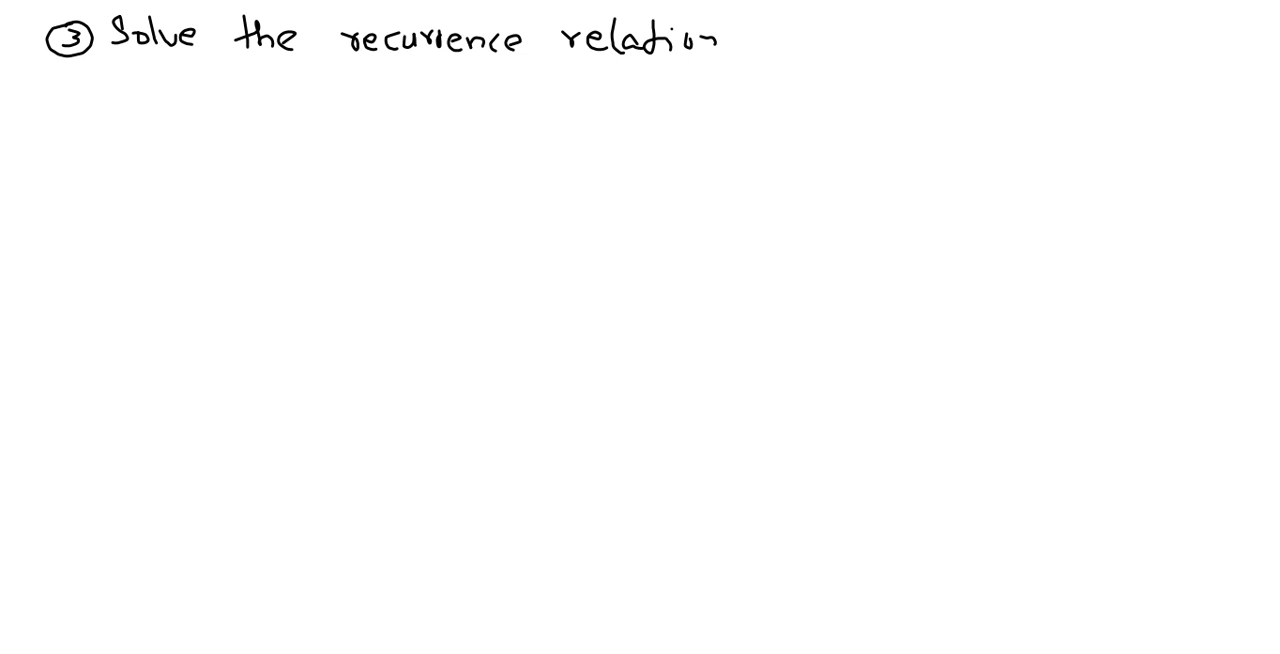 ③ Solve the recurrence relation